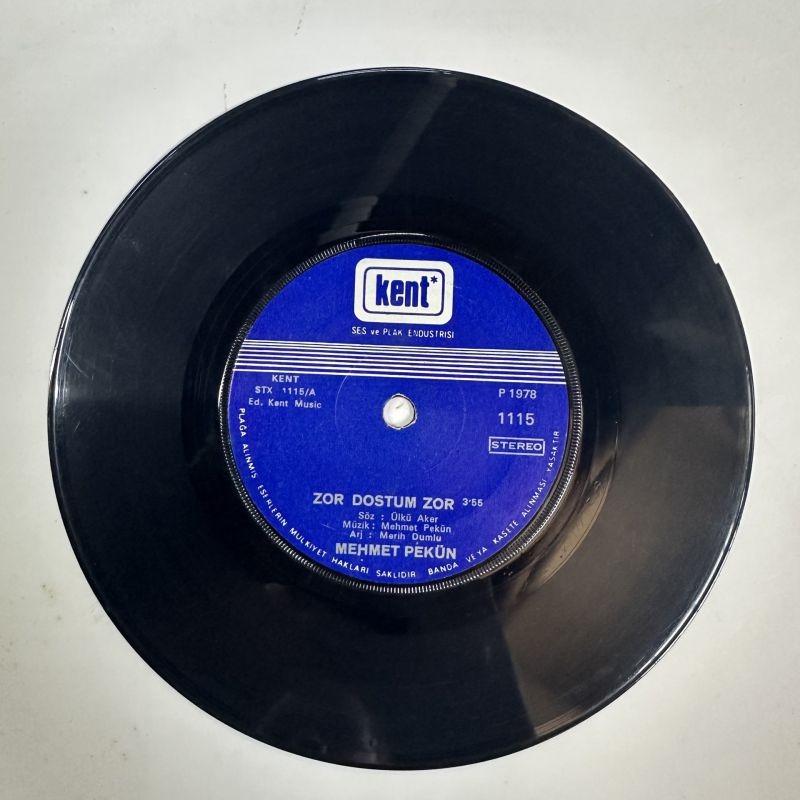 kent*
SES ve PLAK ENDUSTRISI
KENT
STX 1115/A
Ed. Kent Music
P 1978
1115
STEREO
ZOR DOSTUM ZOR 3'55
Söz : Ülkü Aker
Müzik : Mehmet Pekün
Arj : Merih Dumlu
MEHMET PEKÜN
PLAĞA ALINMIŞ ESERLERİN MÜLKİYET HAKLARI SAKLIDIR. BANDA VEYA KASETE ALINMASI YASAKTIR